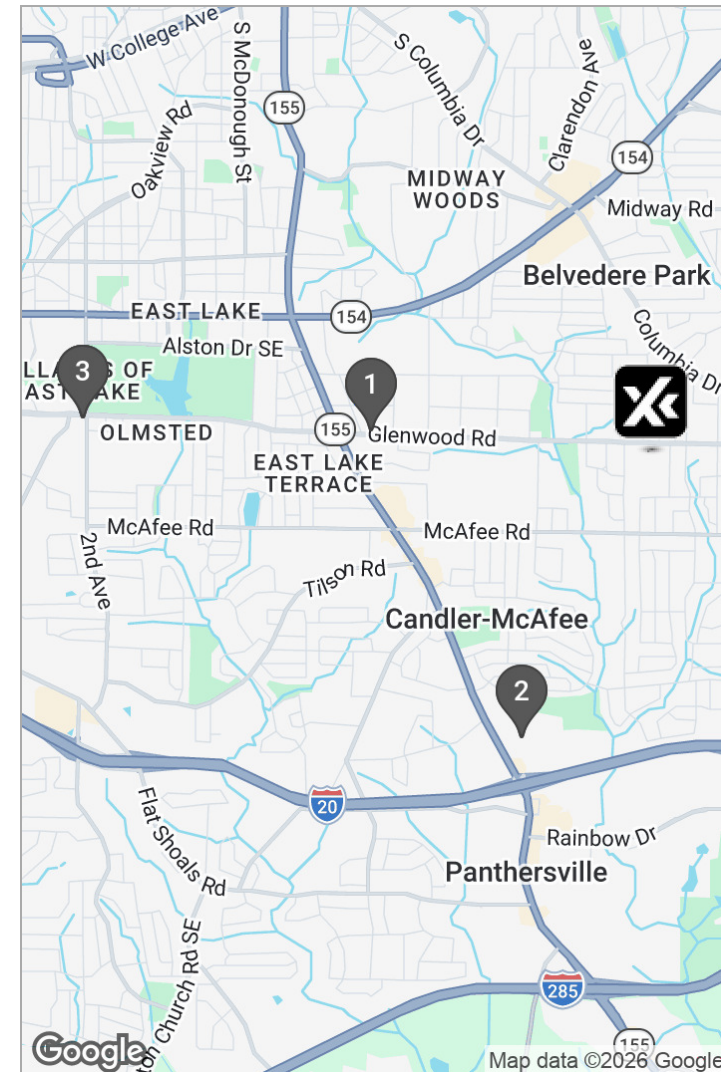 W College Ave
S McDonough St
155
S Columbia Dr
Clarendon Ave
Oakview Rd
154
MIDWAY
WOODS
Midway Rd
Belvedere Park
EAST LAKE
154
Columbia Dr
Alston Dr SE
3
OF
1
OLMSTED
155
Glenwood Rd
EAST LAKE
TERRACE
McAfee Rd
McAfee Rd
2nd Ave
Tilson Rd
Candler-McAfee
2
20
Flat Shoals Rd
Rainbow Dr
Panthersville
ton Church Rd SE
285
155
Google
Map data ©2026 Google